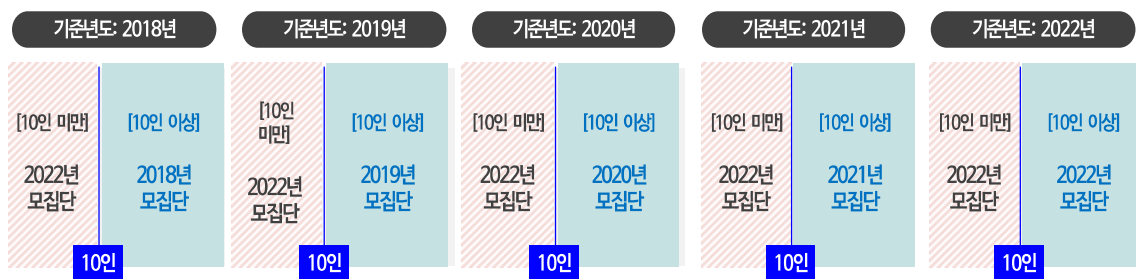 기준년도: 2018년
[10인 미만]
2022년
모집단
[10인 이상]
2018년
모집단
10인
기준년도: 2019년
[10인
미만]
2022년
모집단
[10인 이상]
2019년
모집단
10인
기준년도: 2020년
[10인 미만]
2022년
모집단
[10인 이상]
2020년
모집단
10인
기준년도: 2021년
[10인 미만]
2022년
모집단
[10인 이상]
2021년
모집단
10인
기준년도: 2022년
[10인 미만]
2022년
모집단
[10인 이상]
2022년
모집단
10인